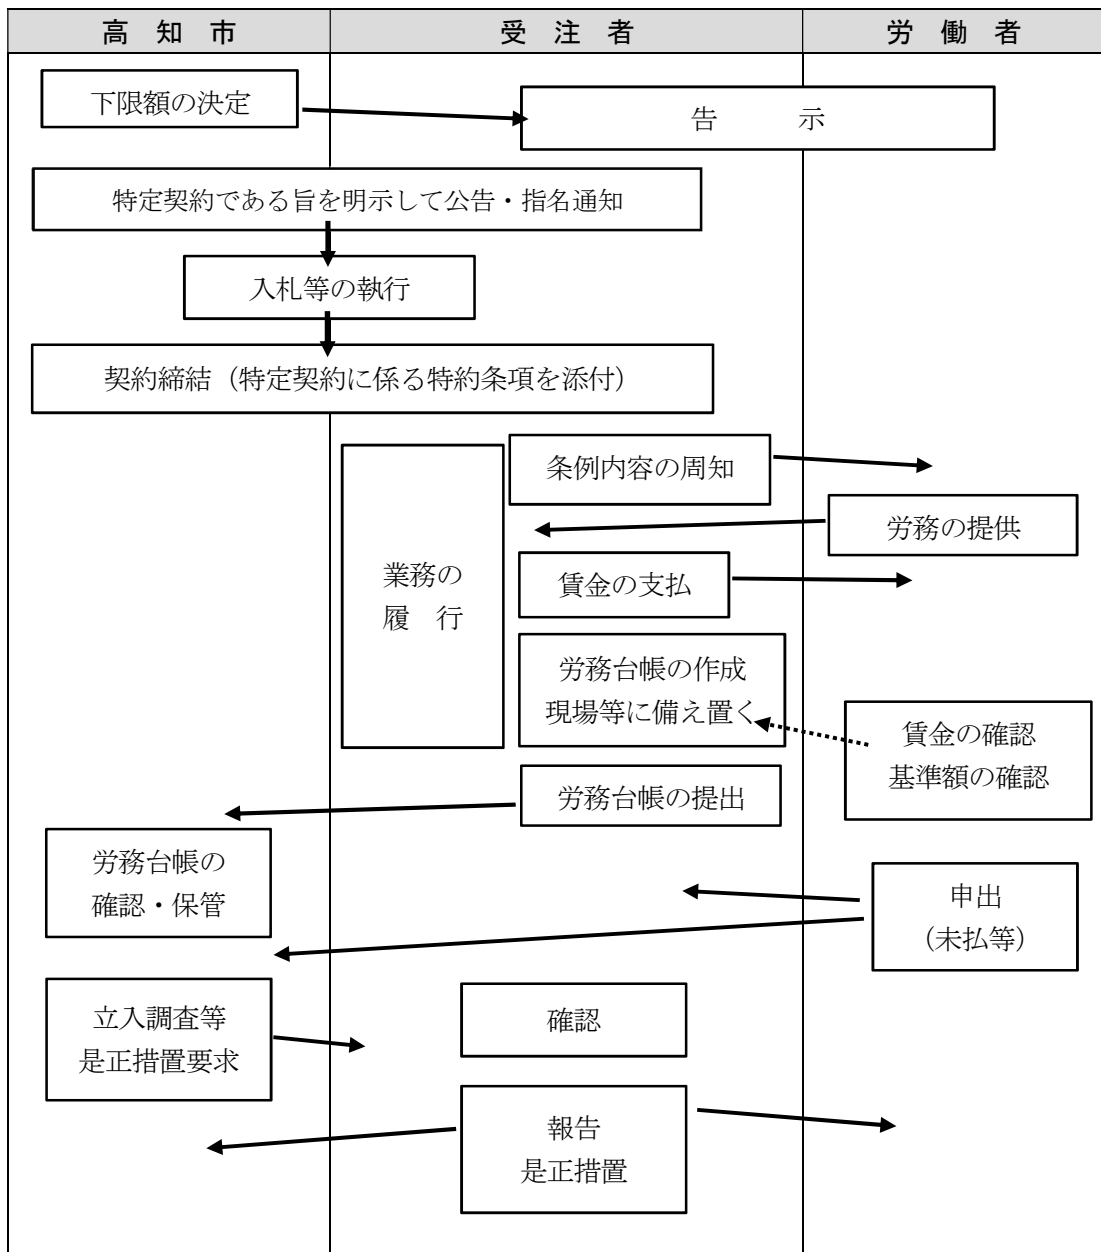 高　知　市
受　注　者
労　働　者
下限額の決定
告　　　示
特定契約である旨を明示して公告・指名通知
入札等の執行
契約締結（特定契約に係る特約条項を添付）
業務の
履　行
条例内容の周知
労務の提供
賃金の支払
労務台帳の作成
現場等に備え置く
賃金の確認
基準額の確認
労務台帳の提出
労務台帳の
確認・保管
申出
（未払等）
立入調査等
是正措置要求
確認
報告
是正措置